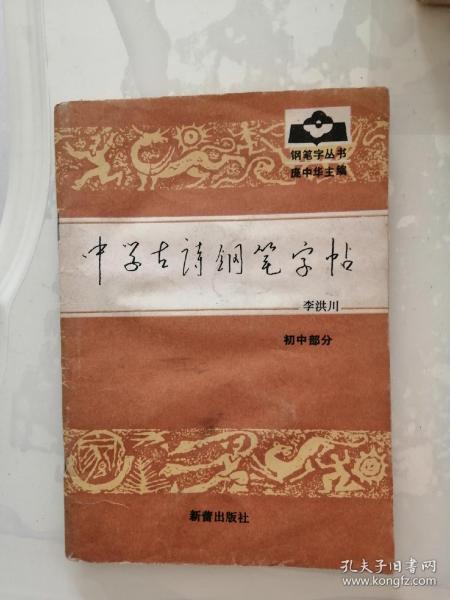 钢笔字丛书
庞中华主编
中学古詩钢笔字帖
李洪川
初中部分
新蕾出版社
孔夫子旧书网
www.kongfz.com